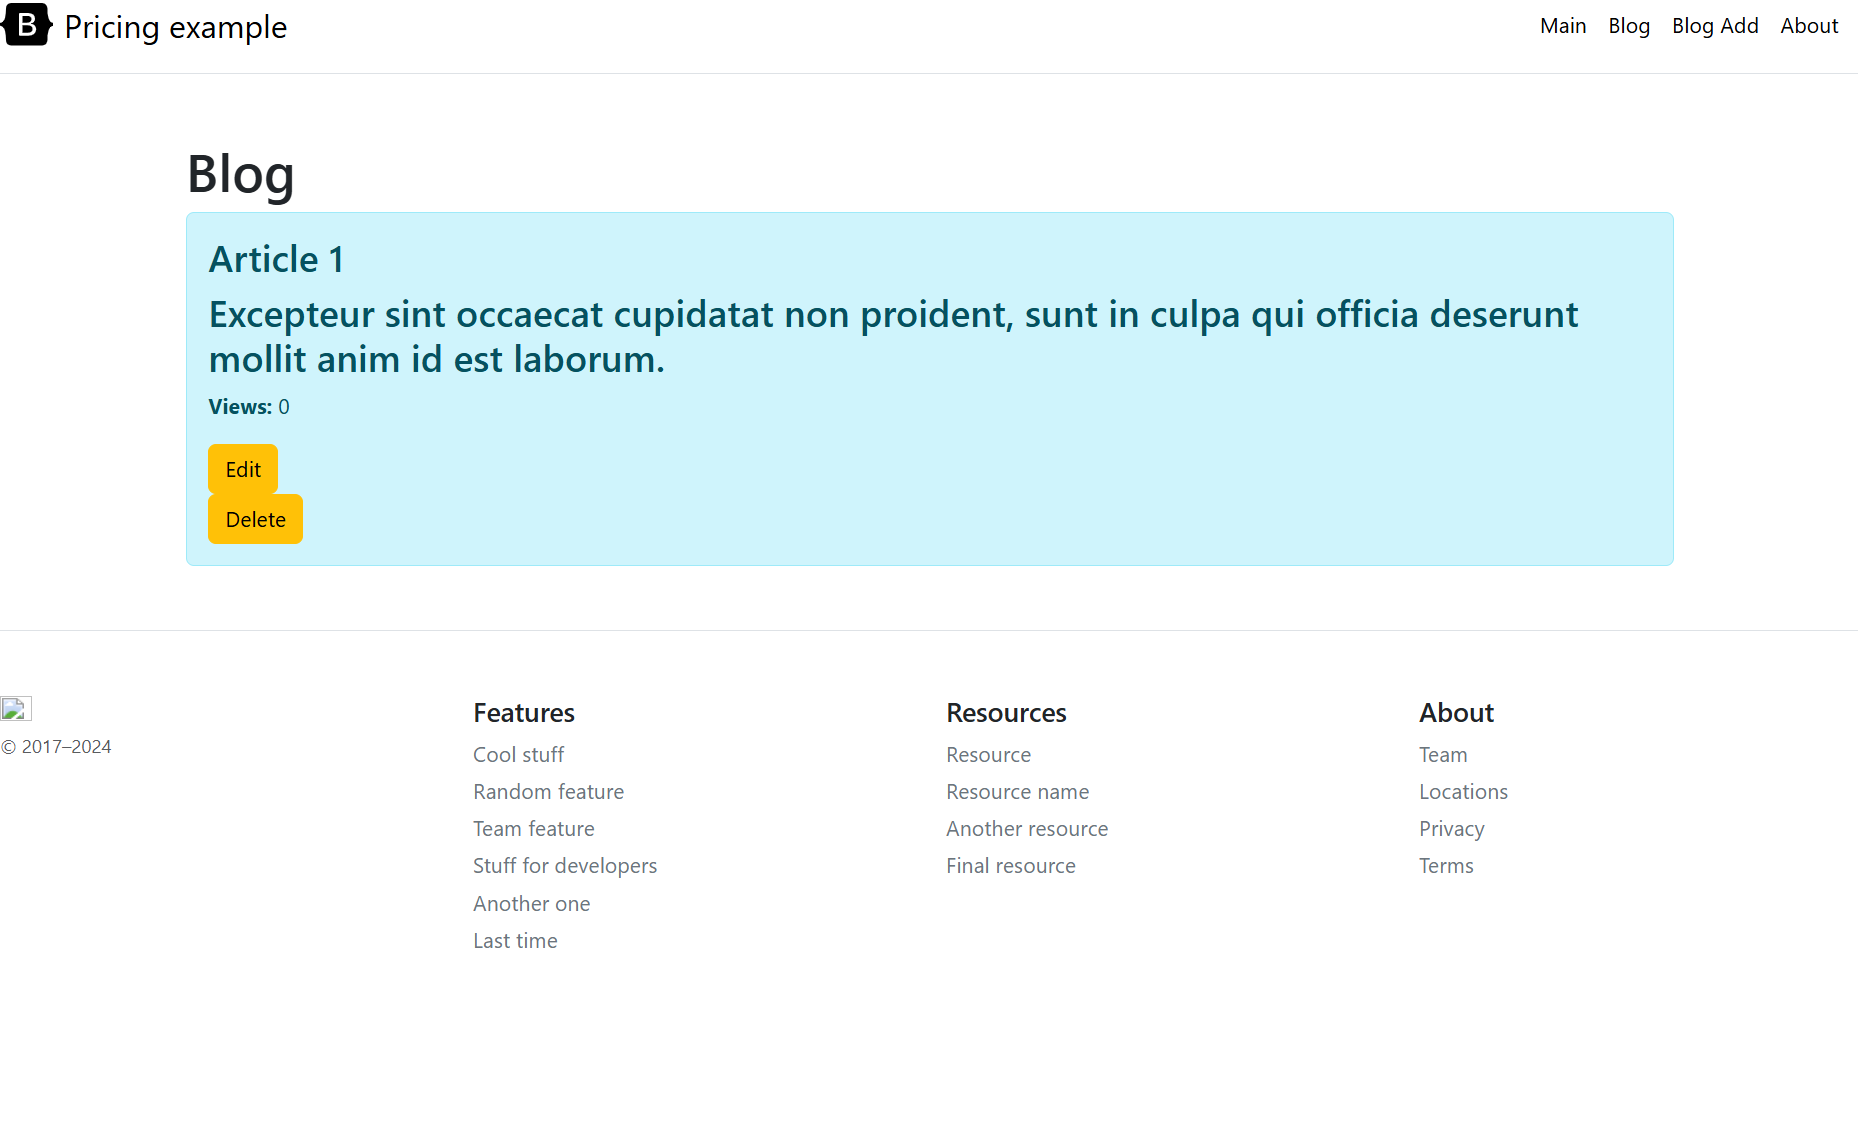 B Pricing example
Main Blog Blog Add About
Blog
Article 1
Excepteur sint occaecat cupidatat non proident, sunt in culpa qui officia deserunt
mollit anim id est laborum.
Views: 0
Edit
Delete
© 2017–2024
Features
Cool stuff
Random feature
Team feature
Stuff for developers
Another one
Last time
Resources
Resource
Resource name
Another resource
Final resource
About
Team
Locations
Privacy
Terms